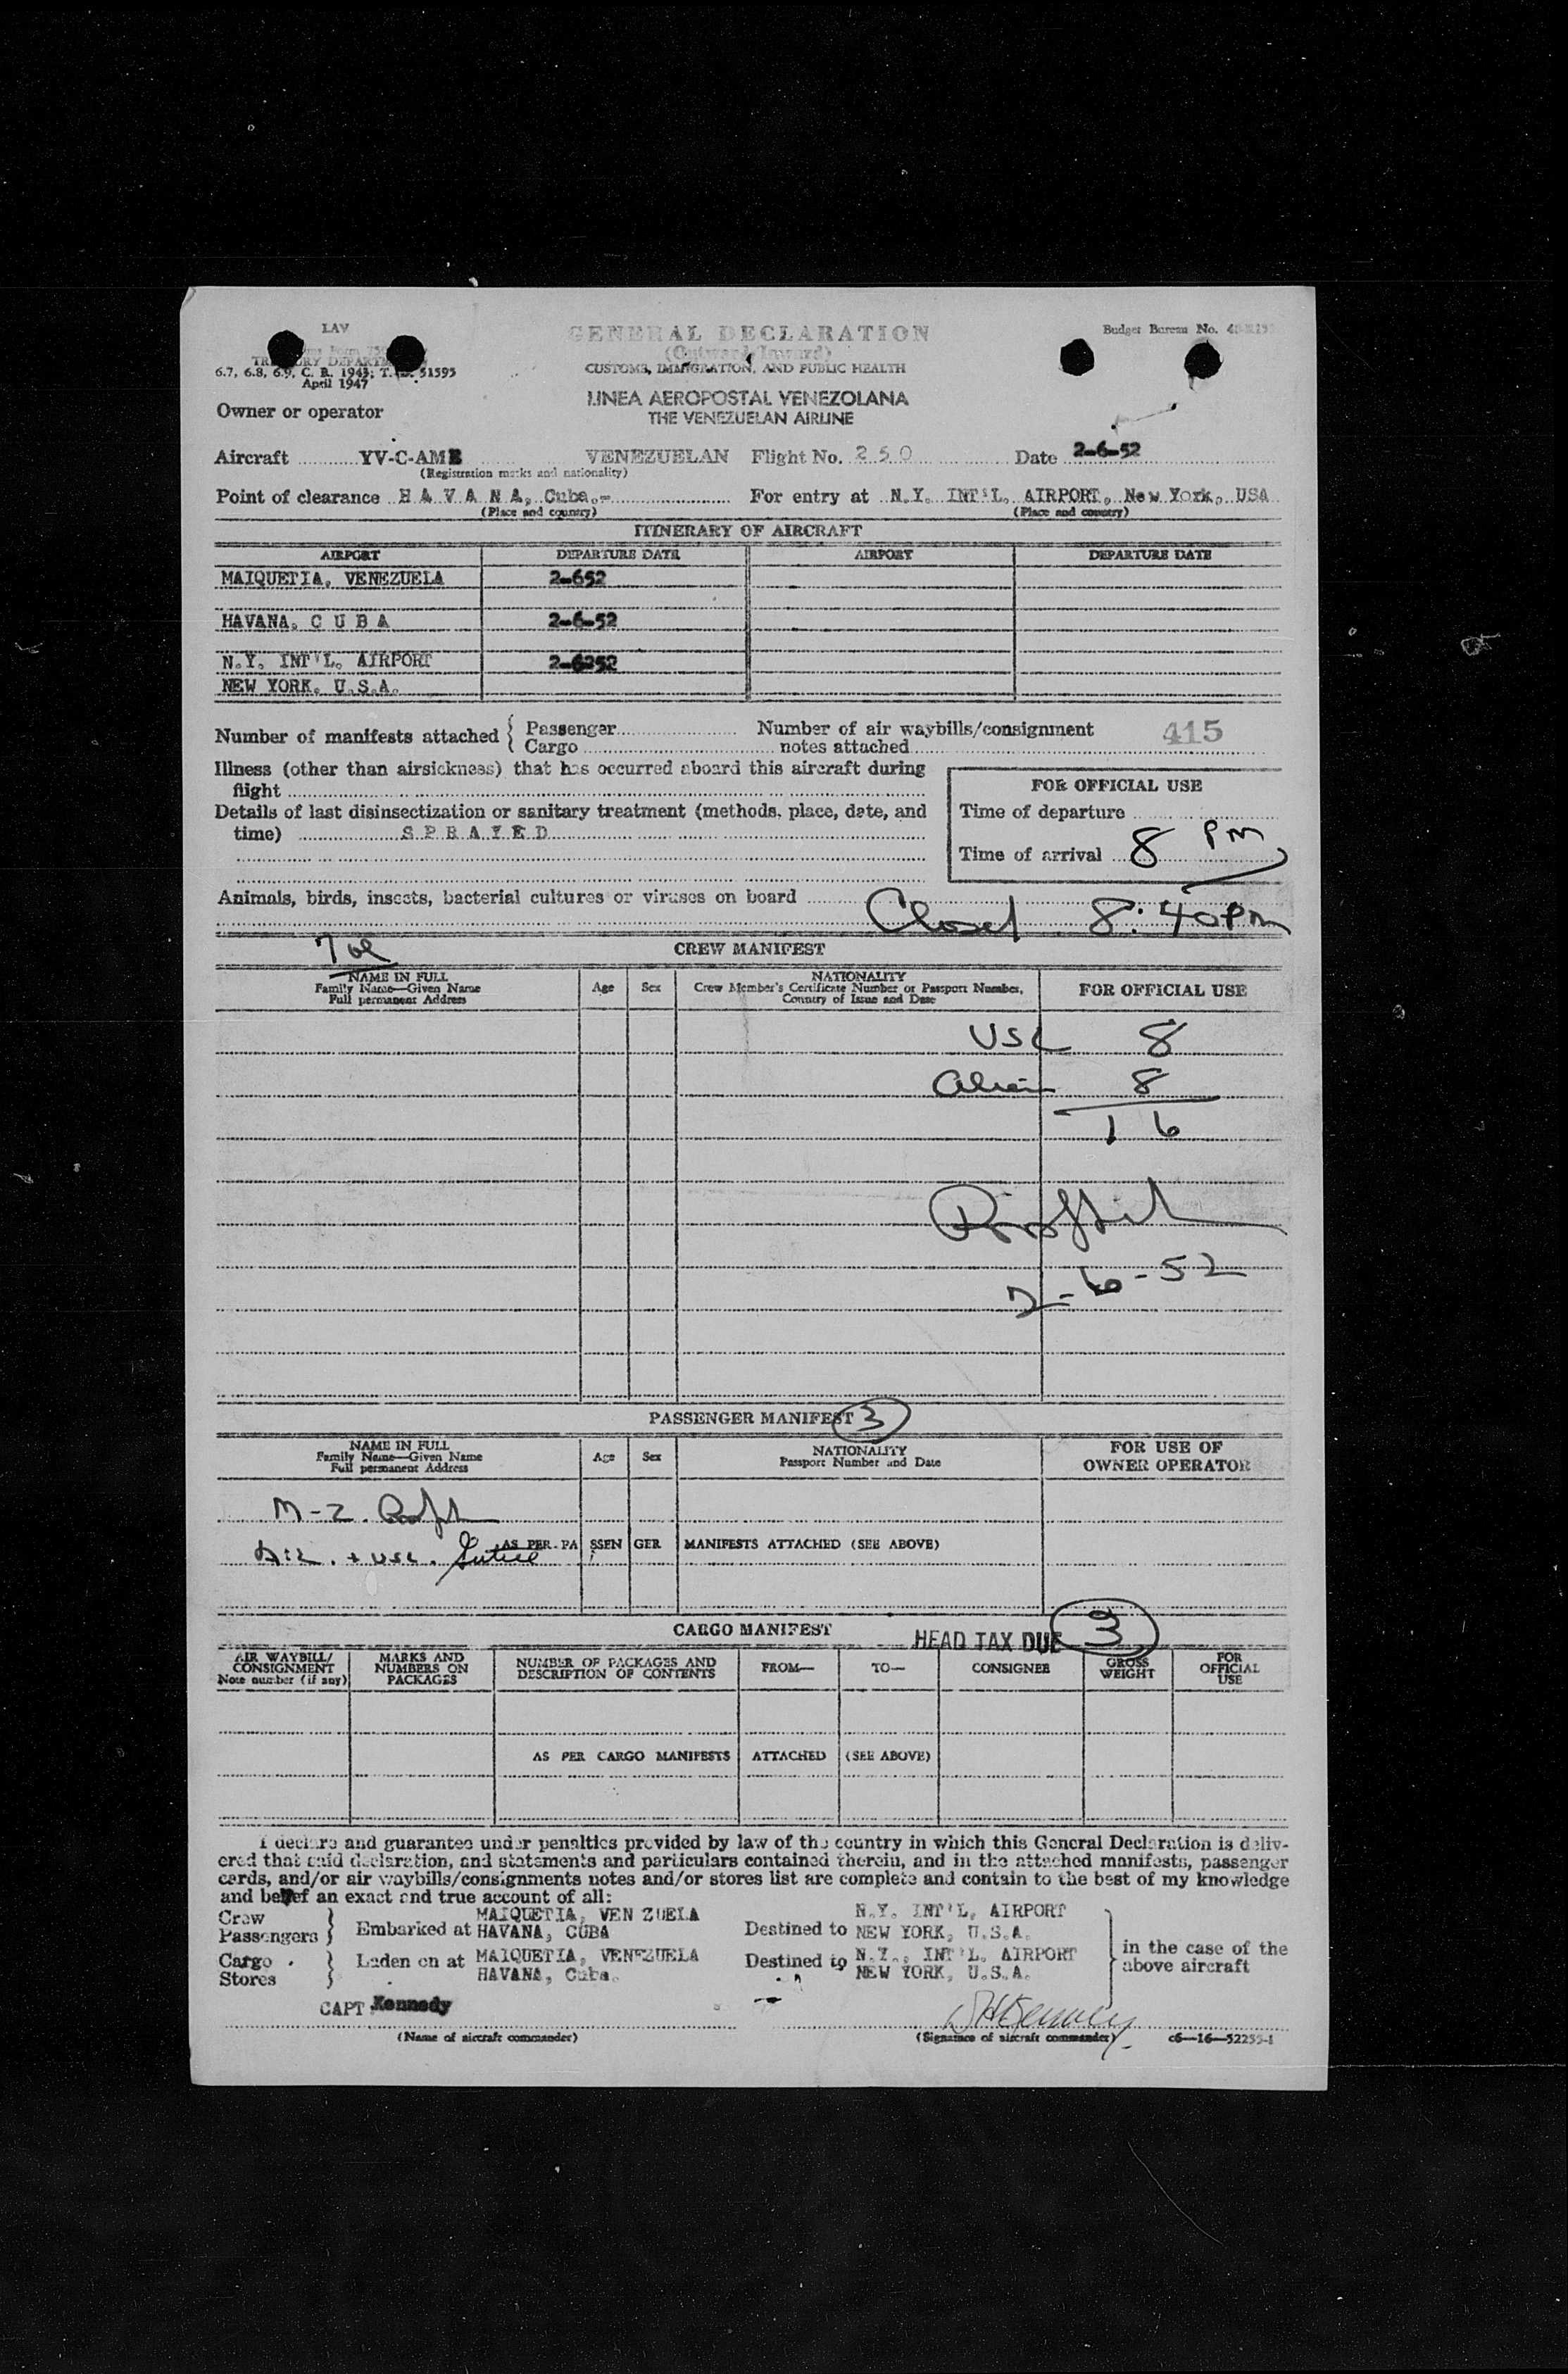 LAV
GENERAL DECLARATION
Budget Bureau No.
(Outward/Inward)
TREASURY DEPARTMENT
CUSTOMS, IMMIGRATION, AND PUBLIC HEALTH
6.7, 6.8, 6.9, C. R. 1943; T. D. 51595
April 1947
LINEA AEROPOSTAL VENEZOLANA
Owner or operator
THE VENEZUELAN AIRLINE
Aircraft YV-C-AME VENEZUELAN Flight No. 250 Date 2-6-52
(Registration marks and nationality)
Point of clearance H A V A N A, Cuba.- For entry at N.Y. INT'L. AIRPORT, New York, USA
(Place and country) (Place and country)
ITINERARY OF AIRCRAFT
AIRPORT DEPARTURE DATE AIRPORT DEPARTURE DATE
MAIQUETIA, VENEZUELA 2-652
HAVANA. C U B A 2-6-52
N.Y. INT'L. AIRPORT 2-6252
NEW YORK. U.S.A.
Number of manifests attached { Passenger Number of air waybills/consignment 415
Cargo notes attached
Illness (other than airsickness) that has occurred aboard this aircraft during
flight
FOR OFFICIAL USE
Details of last disinsectization or sanitary treatment (methods, place, date, and
time) S P R A Y E D
Time of departure
Time of arrival 8 PM
Animals, birds, insects, bacterial cultures or viruses on board
Closed 8:40 PM
CREW MANIFEST
NAME IN FULL
Family Name—Given Name
Full permanent Address
Age Sex
NATIONALITY
Crew Member's Certificate Number or Passport Number,
Country of Issue and Date
FOR OFFICIAL USE
USC 8
Alien 8
16
2-6-52
PASSENGER MANIFEST 3
NAME IN FULL
Family Name—Given Name
Full permanent Address
Age Sex
NATIONALITY
Passport Number and Date
FOR USE OF
OWNER OPERATOR
M-Z.
+ USC.
AS PER PASSENGER MANIFESTS ATTACHED (SEE ABOVE)
CARGO MANIFEST
HEAD TAX DUE 3
AIR WAYBILL/
CONSIGNMENT
Note number (if any)
MARKS AND
NUMBERS ON
PACKAGES
NUMBER OF PACKAGES AND
DESCRIPTION OF CONTENTS
FROM— TO— CONSIGNEE
GROSS
WEIGHT
FOR
OFFICIAL
USE
AS PER CARGO MANIFESTS ATTACHED (SEE ABOVE)
I declare and guarantee under penalties provided by law of the country in which this General Declaration is deliv-
ered that said declaration, and statements and particulars contained therein, and in the attached manifests, passenger
cards, and/or air waybills/consignments notes and/or stores list are complete and contain to the best of my knowledge
and belief an exact and true account of all:
Crew
Passengers } Embarked at
MAIQUETIA, VEN ZUELA
HAVANA, CUBA
Destined to
N.Y. INT'L. AIRPORT
NEW YORK, U.S.A.
Cargo
Stores } Laden on at
MAIQUETIA, VENEZUELA
HAVANA, Cuba.
Destined to
N.Y., INT'L. AIRPORT
NEW YORK, U.S.A.
in the case of the
above aircraft
CAPT Kennedy
(Name of aircraft commander) (Signature of aircraft commander) c6—16—52255-1